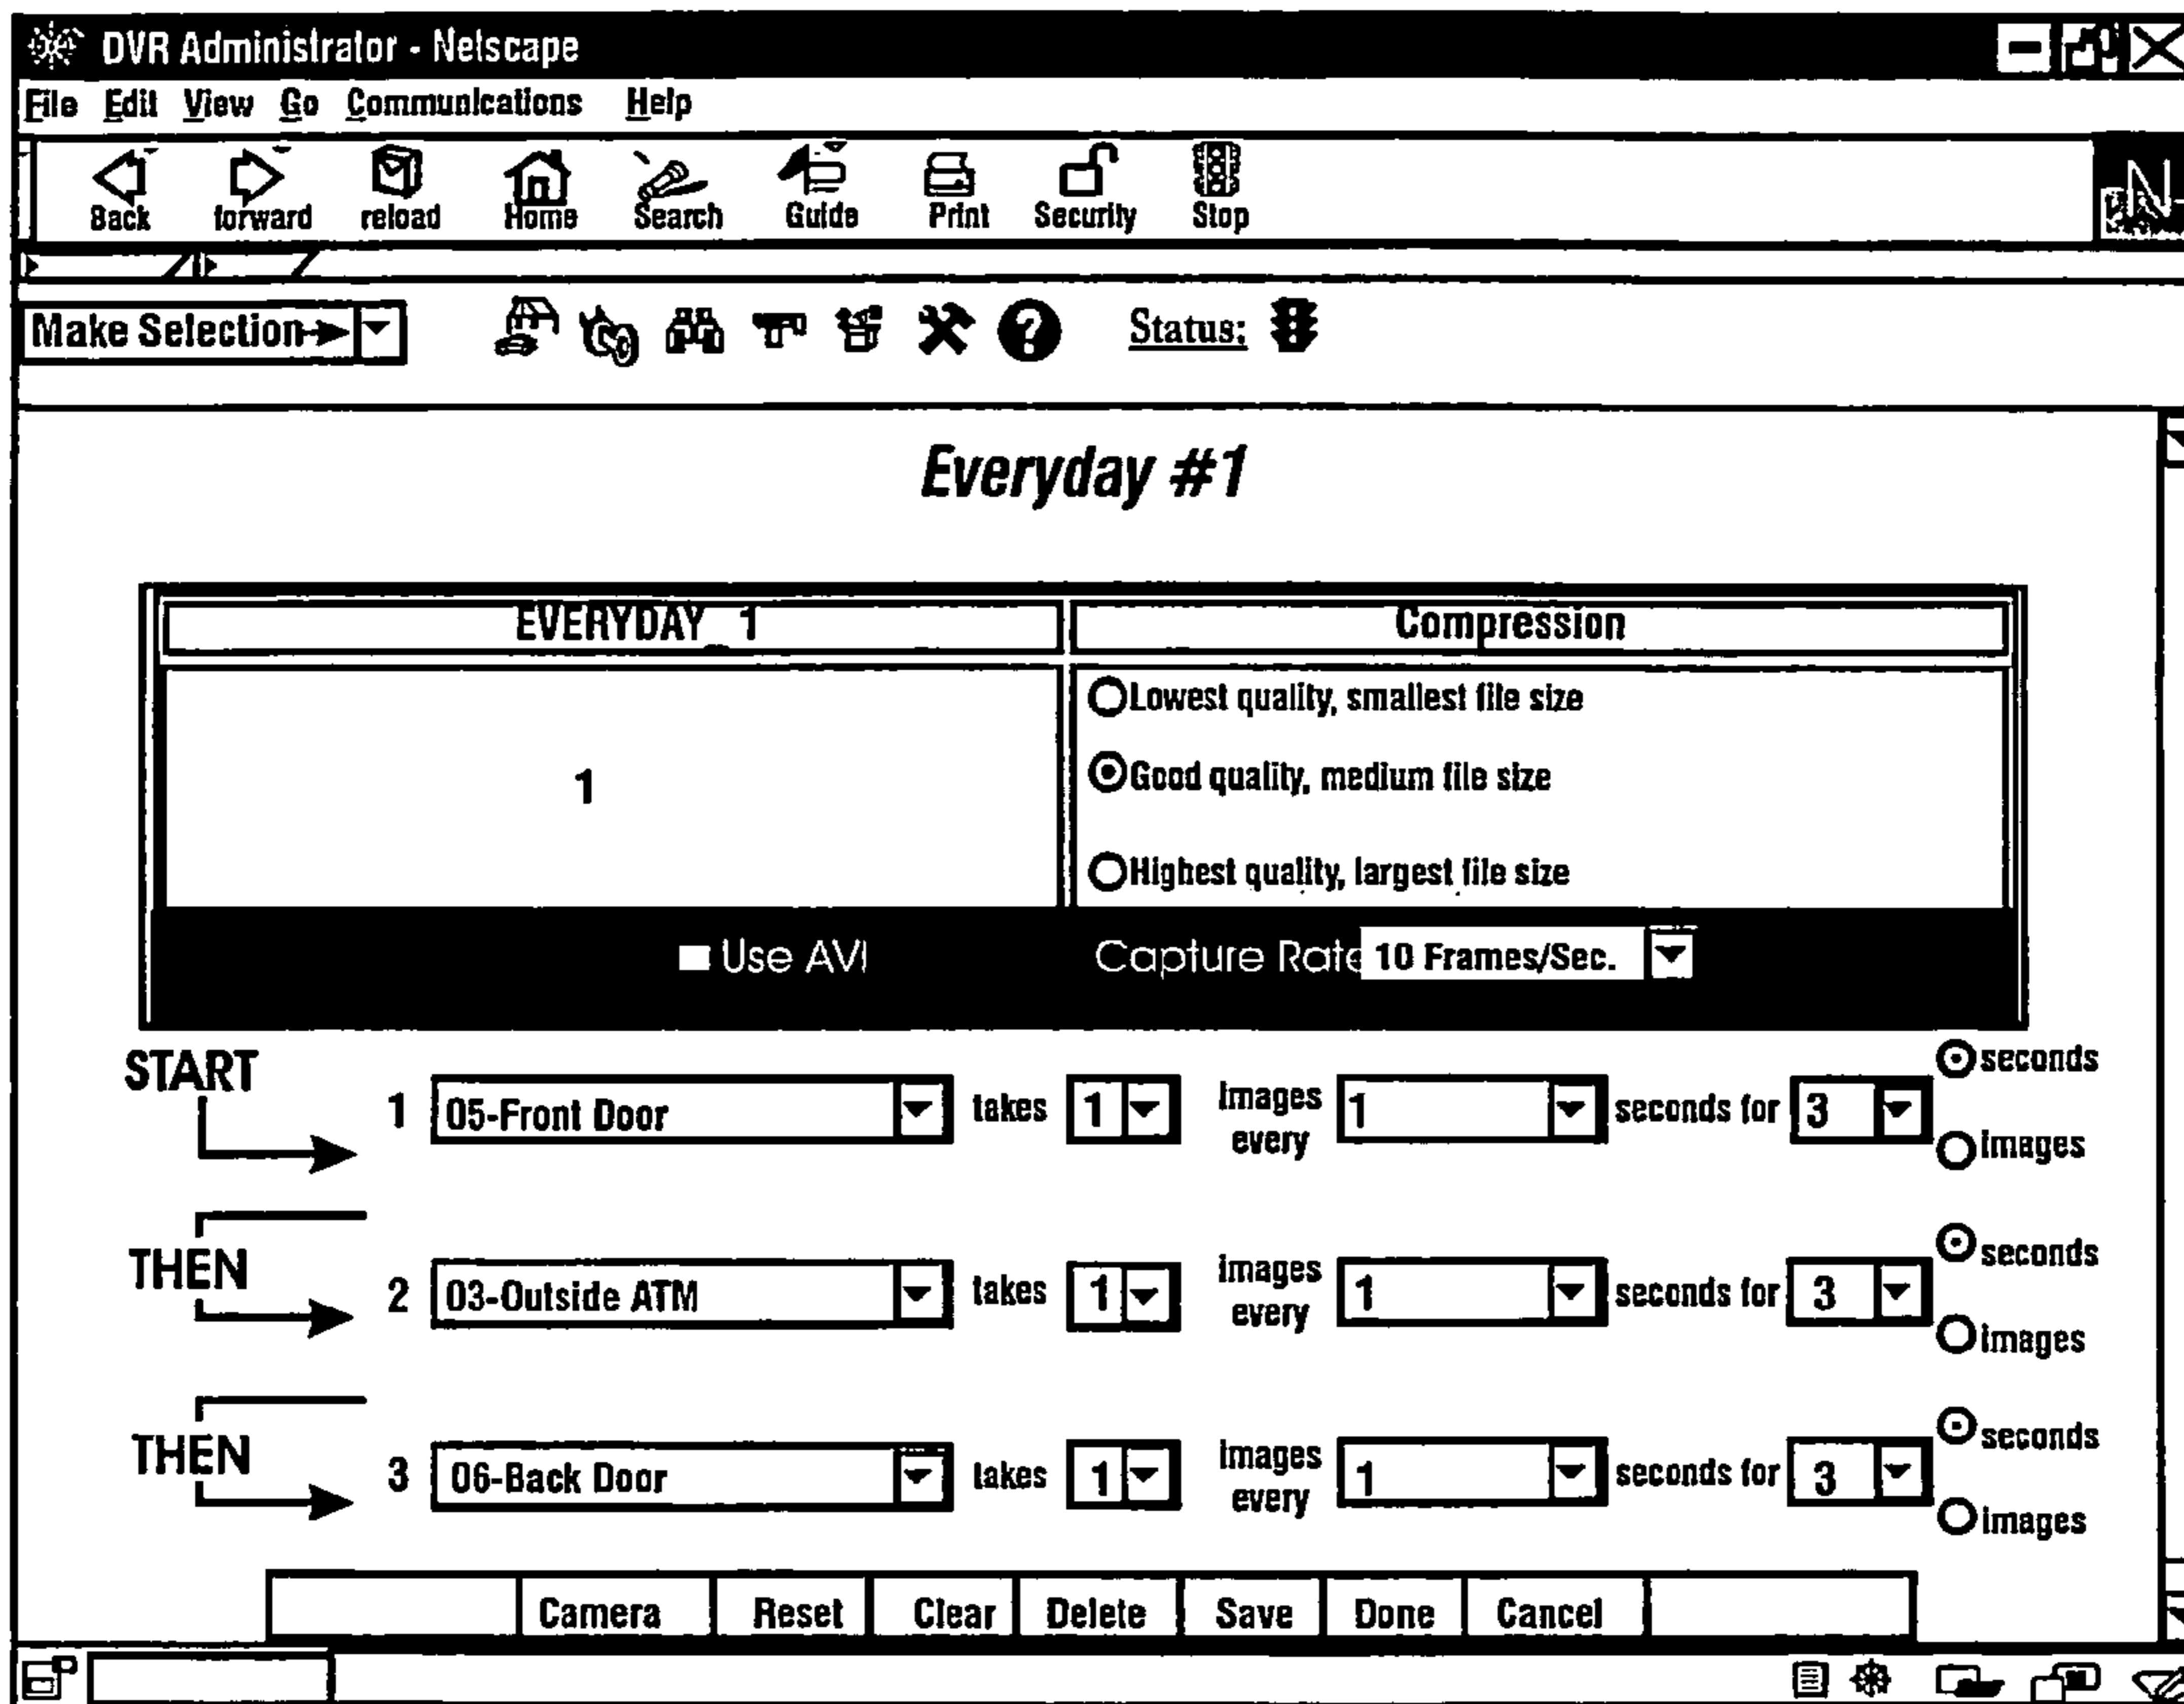 DVR Administrator - Netscape
File Edit View Go Communications Help
Back forward reload Home Search Guide Print Security Stop
N
Make Selection ? Status:
Everyday #1
EVERYDAY_1 Compression
Lowest quality, smallest file size
1 Good quality, medium file size
Highest quality, largest file size
Use AVI Capture Rate 10 Frames/Sec.
START
1 05-Front Door takes 1 images every 1 seconds for 3 seconds
images
THEN
2 03-Outside ATM takes 1 images every 1 seconds for 3 seconds
images
THEN
3 06-Back Door takes 1 images every 1 seconds for 3 seconds
images
Camera Reset Clear Delete Save Done Cancel